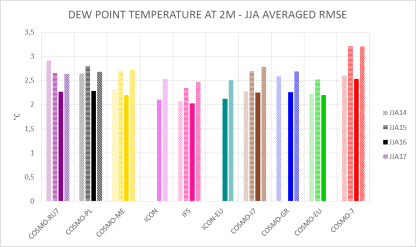 DEW POINT TEMPERATURE AT 2M - JJA AVERAGED RMSE
3,5
3
2,5
2
1,5
1
0,5
0
°C
COSMO-RU7
COSMO-PL
COSMO-ME
ICON
IFS
ICON-EU
COSMO-I7
COSMO-GR
COSMO-EU
COSMO-7
JJA14
JJA15
JJA16
JJA17